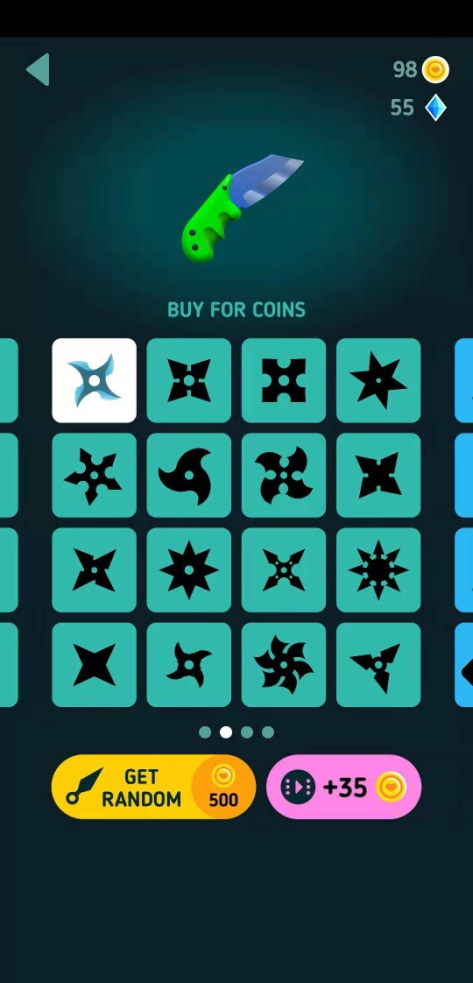 98
55
BUY FOR COINS
GET
RANDOM
500
+35